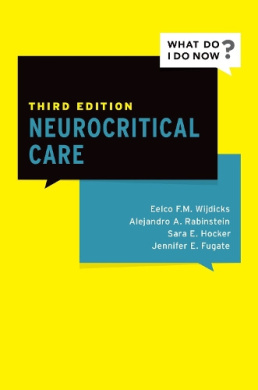 WHAT DO
I DO NOW?
THIRD EDITION
NEUROCRITICAL
CARE
Eelco F.M. Wijdicks
Alejandro A. Rabinstein
Sara E. Hocker
Jennifer E. Fugate